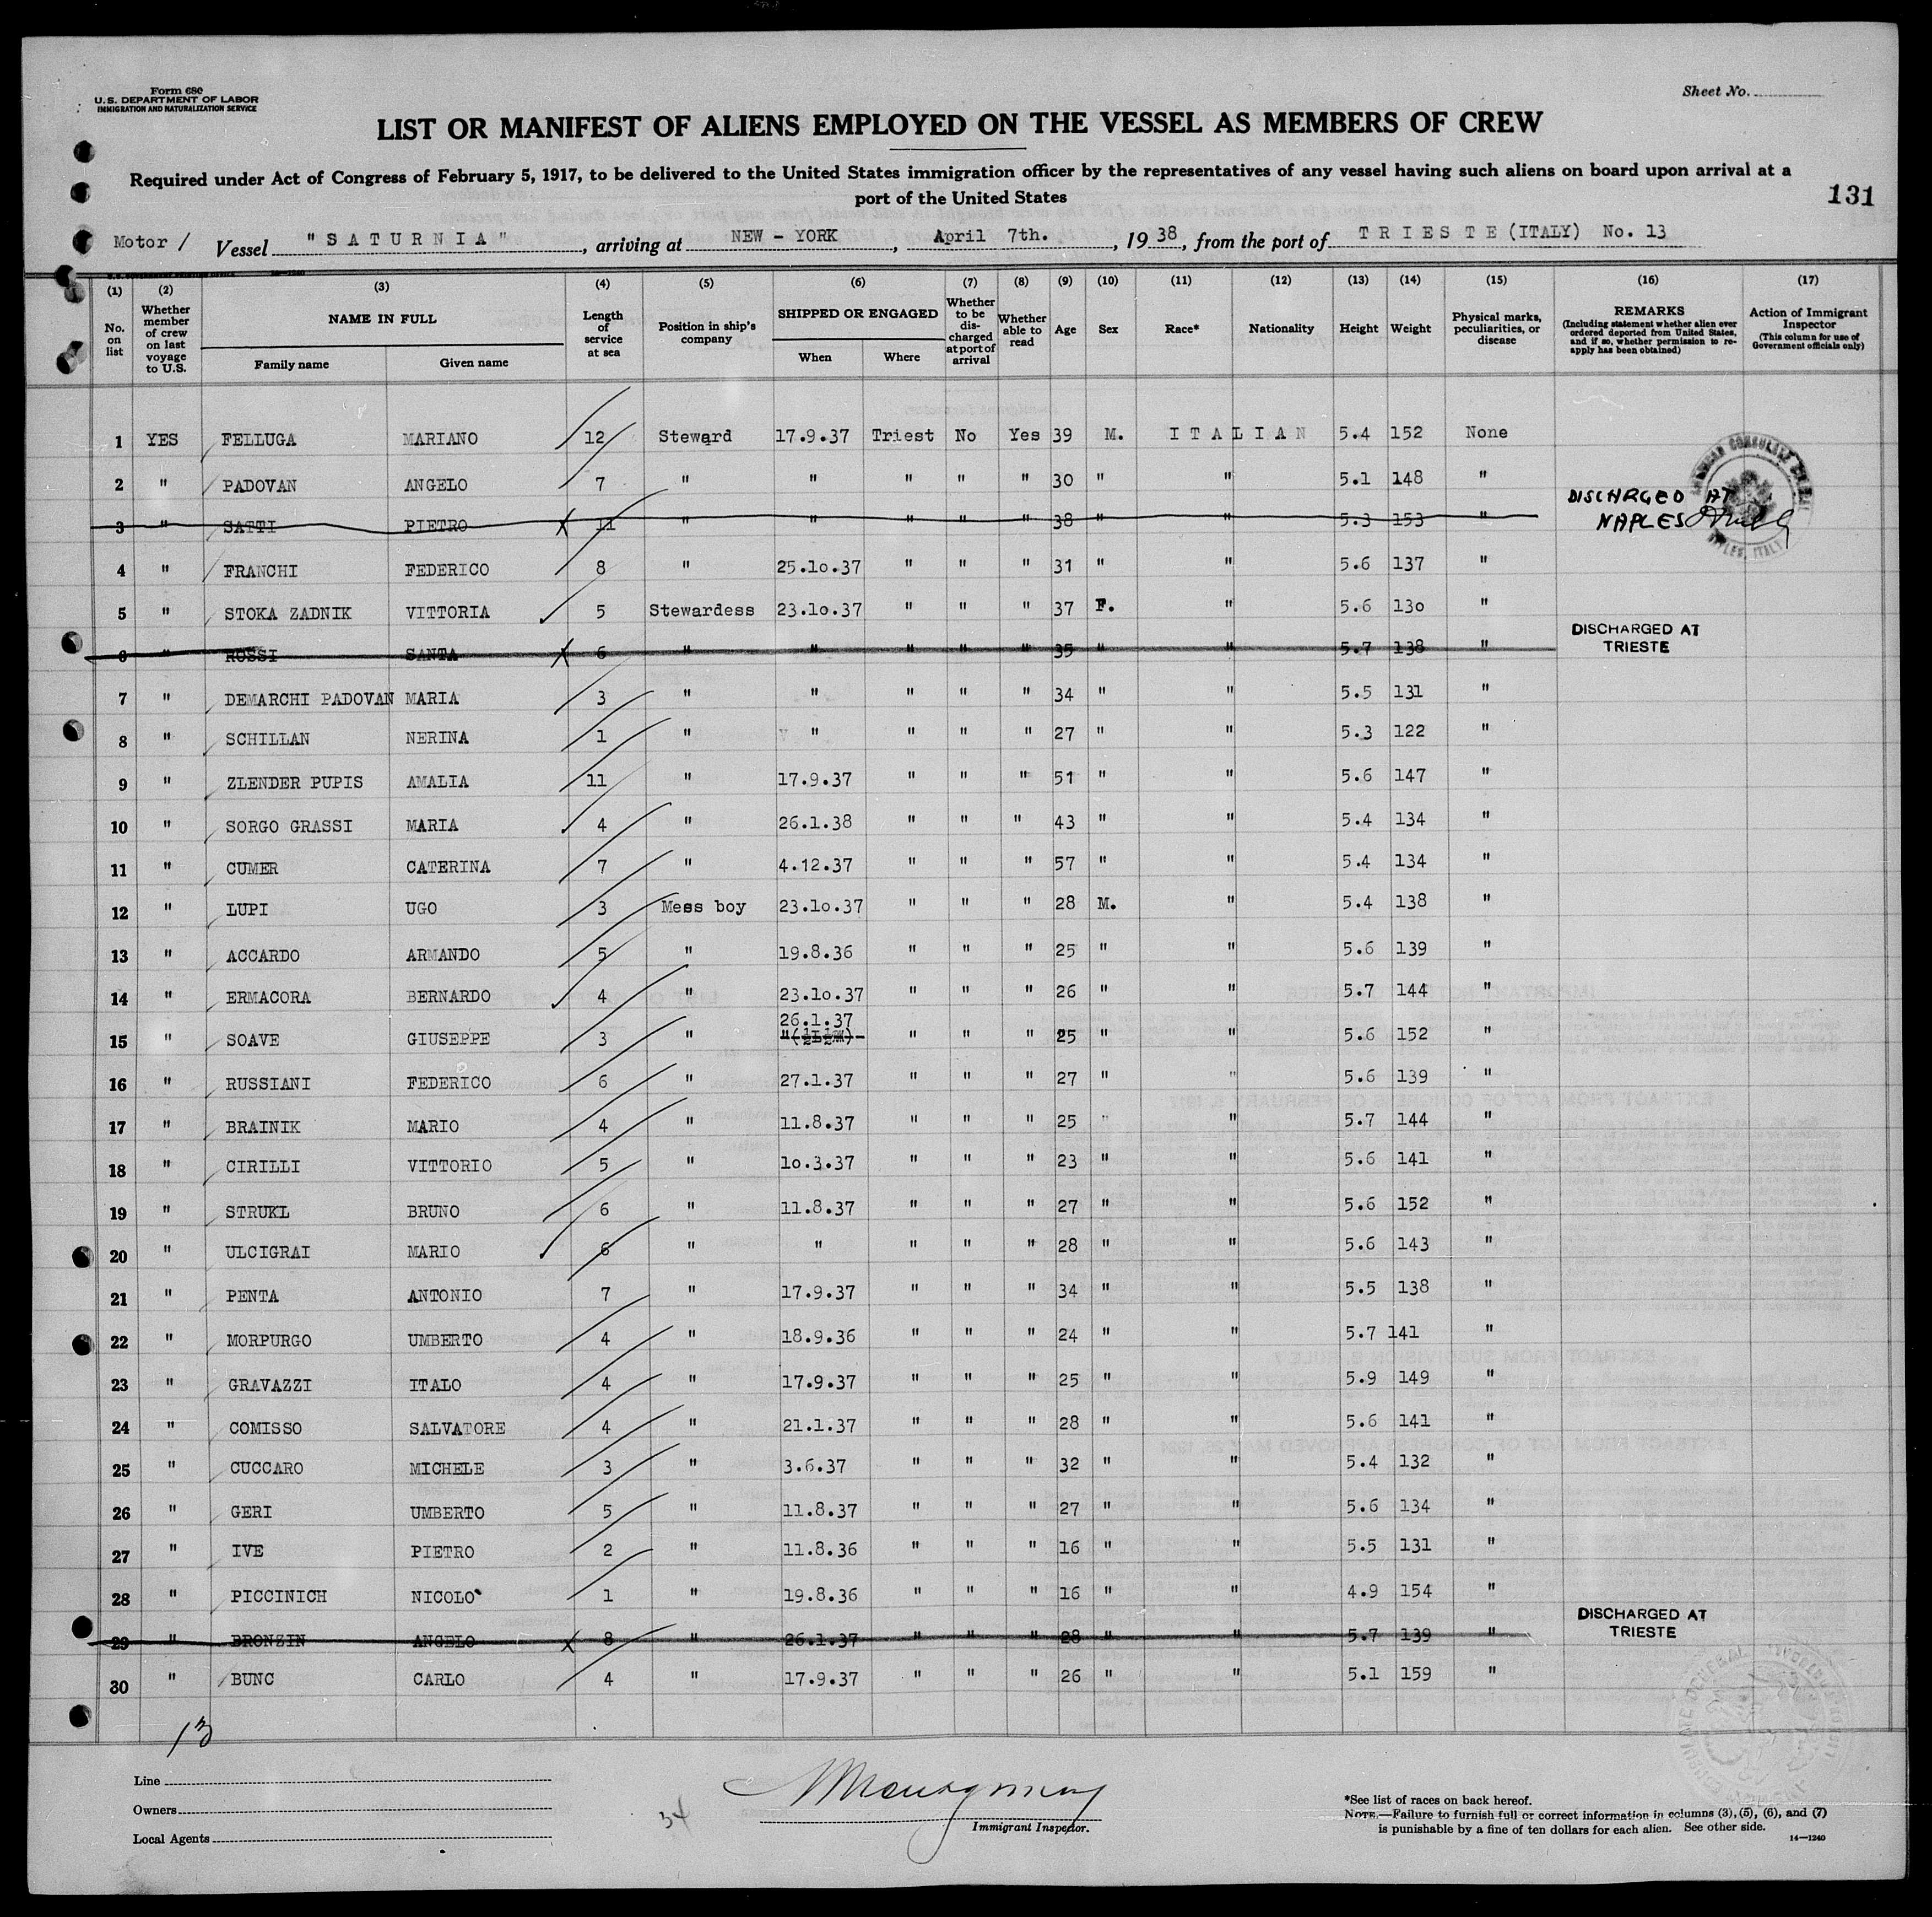 Form 680
U.S. DEPARTMENT OF LABOR
IMMIGRATION AND NATURALIZATION SERVICE
Sheet No.
LIST OR MANIFEST OF ALIENS EMPLOYED ON THE VESSEL AS MEMBERS OF CREW
Required under Act of Congress of February 5, 1917, to be delivered to the United States immigration officer by the representatives of any vessel having such aliens on board upon arrival at a
port of the United States
131
Motor / Vessel "SATURNIA", arriving at NEW - YORK, April 7th., 1938, from the port of TRIESTE (ITALY) No. 13
(1) (2) (3) (4) (5) (6) (7) (8) (9) (10) (11) (12) (13) (14) (15) (16) (17)
No. on list
Whether member of crew on last voyage to U.S.
NAME IN FULL
Family name
Given name
Length of service at sea
Position in ship's company
SHIPPED OR ENGAGED
When
Where
Whether to be discharged at port of arrival
Whether able to read
Age
Sex
Race*
Nationality
Height
Weight
Physical marks, peculiarities, or disease
REMARKS
(Including statement whether alien ever ordered deported from United States, and if so, whether permission to reapply has been obtained)
Action of Immigrant Inspector
(This column for use of Government officials only)
1 YES FELLUGA MARIANO 12 Steward 17.9.37 Triest No Yes 39 M. ITALIAN 5.4 152 None
2 " PADOVAN ANGELO 7 " " " " " 30 " " 5.1 148 "
3 " SATTI PIETRO 11 " " " " " 38 " " 5.3 153 " DISCHARGED AT NAPLES
4 " FRANCHI FEDERICO 8 " 25.10.37 " " " 31 " " 5.6 137 "
5 " STOKA ZADNIK VITTORIA 5 Stewardess 23.10.37 " " " 37 F. " 5.6 130 "
6 " ROSSI SANTA 6 " " " " " 35 " " 5.7 138 " DISCHARGED AT TRIESTE
7 " DEMARCHI PADOVAN MARIA 3 " " " " " 34 " " 5.5 131 "
8 " SCHILLAN NERINA 1 " " " " " 27 " " 5.3 122 "
9 " ZLENDER PUPIS AMALIA 11 " 17.9.37 " " " 51 " " 5.6 147 "
10 " SORGO GRASSI MARIA 4 " 26.1.38 " " " 43 " " 5.4 134 "
11 " CUMER CATERINA 7 " 4.12.37 " " " 57 " " 5.4 134 "
12 " LUPI UGO 3 Mess boy 23.10.37 " " " 28 M. " 5.4 138 "
13 " ACCARDO ARMANDO 5 " 19.8.36 " " " 25 " " 5.6 139 "
14 " ERMACORA BERNARDO 4 " 23.10.37 " " " 26 " " 5.7 144 "
15 " SOAVE GIUSEPPE 3 " 26.1.37 " " " 25 " " 5.6 152 "
16 " RUSSIANI FEDERICO 6 " 27.1.37 " " " 27 " " 5.6 139 "
17 " BRAINIK MARIO 4 " 11.8.37 " " " 25 " " 5.7 144 "
18 " CIRILLI VITTORIO 5 " 10.3.37 " " " 23 " " 5.6 141 "
19 " STRUKL BRUNO 6 " 11.8.37 " " " 27 " " 5.6 152 "
20 " ULCIGRAI MARIO 6 " " " " " 28 " " 5.6 143 "
21 " PENTA ANTONIO 7 " 17.9.37 " " " 34 " " 5.5 138 "
22 " MORPURGO UMBERTO 4 " 18.9.36 " " " 24 " " 5.7 141 "
23 " GRAVAZZI ITALO 4 " 17.9.37 " " " 25 " " 5.9 149 "
24 " COMISSO SALVATORE 4 " 21.1.37 " " " 28 " " 5.6 141 "
25 " CUCCARO MICHELE 3 " 3.6.37 " " " 32 " " 5.4 132 "
26 " GERI UMBERTO 5 " 11.8.37 " " " 27 " " 5.6 134 "
27 " IVE PIETRO 2 " 11.8.36 " " " 16 " " 5.5 131 "
28 " PICCINICH NICOLO` 1 " 19.8.36 " " " 16 " " 4.9 154 "
29 " BRONZIN ANGELO 8 " 26.1.37 " " " 28 " " 5.7 139 " DISCHARGED AT TRIESTE
30 " BUNC CARLO 4 " 17.9.37 " " " 26 " " 5.1 159 "
13
Line
Owners
Local Agents
34
Immigrant Inspector.
*See list of races on back hereof.
NOTE.—Failure to furnish full or correct information in columns (3), (5), (6), and (7)
is punishable by a fine of ten dollars for each alien. See other side.
14—1240